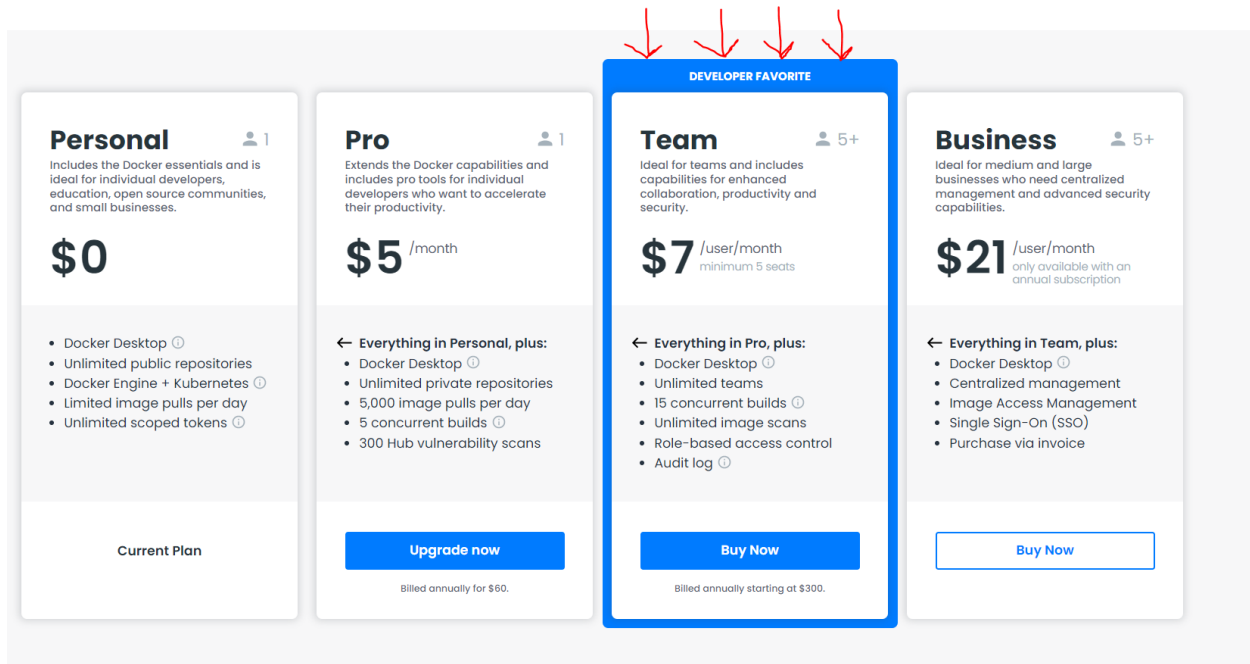 DEVELOPER FAVORITE
Personal
1
Includes the Docker essentials and is
ideal for individual developers,
education, open source communities,
and small businesses.
$0
• Docker Desktop
• Unlimited public repositories
• Docker Engine + Kubernetes
• Limited image pulls per day
• Unlimited scoped tokens
Current Plan
Pro
1
Extends the Docker capabilities and
includes pro tools for individual
developers who want to accelerate
their productivity.
$5 /month
← Everything in Personal, plus:
• Docker Desktop
• Unlimited private repositories
• 5,000 image pulls per day
• 5 concurrent builds
• 300 Hub vulnerability scans
Upgrade now
Billed annually for $60.
Team
5+
Ideal for teams and includes
capabilities for enhanced
collaboration, productivity and
security.
$7 /user/month
minimum 5 seats
← Everything in Pro, plus:
• Docker Desktop
• Unlimited teams
• 15 concurrent builds
• Unlimited image scans
• Role-based access control
• Audit log
Buy Now
Billed annually starting at $300.
Business
5+
Ideal for medium and large
businesses who need centralized
management and advanced security
capabilities.
$21 /user/month
only available with an
annual subscription
← Everything in Team, plus:
• Docker Desktop
• Centralized management
• Image Access Management
• Single Sign-On (SSO)
• Purchase via invoice
Buy Now